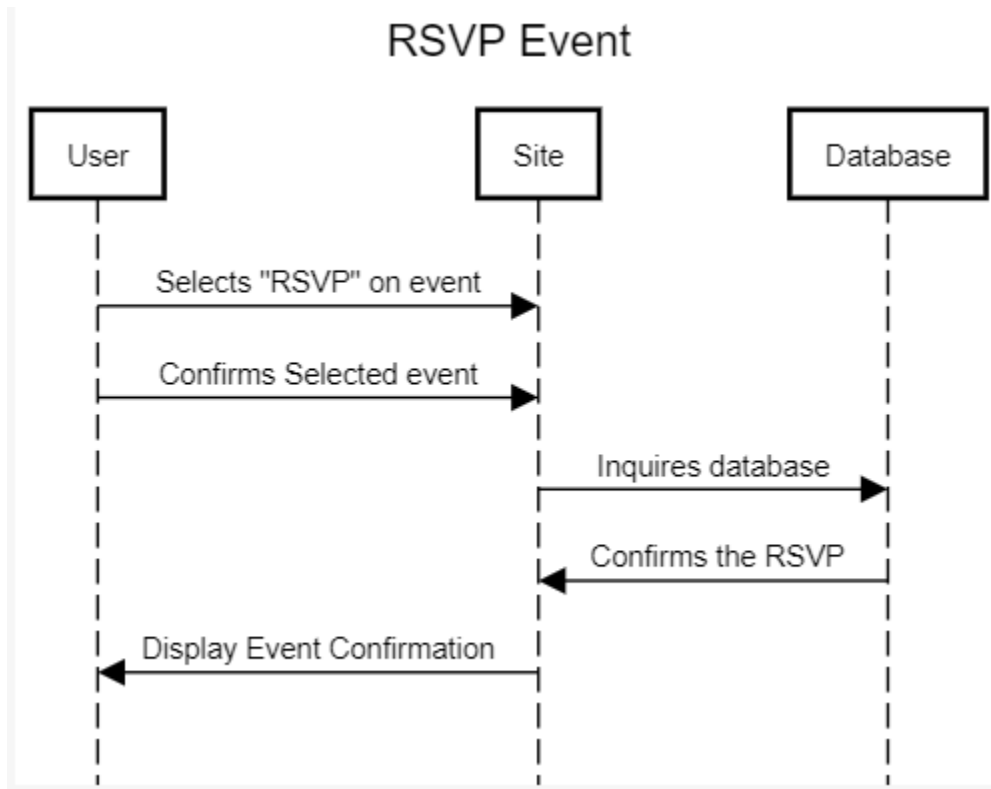 RSVP Event
User
Site
Database
Selects "RSVP" on event
Confirms Selected event
Inquires database
Confirms the RSVP
Display Event Confirmation